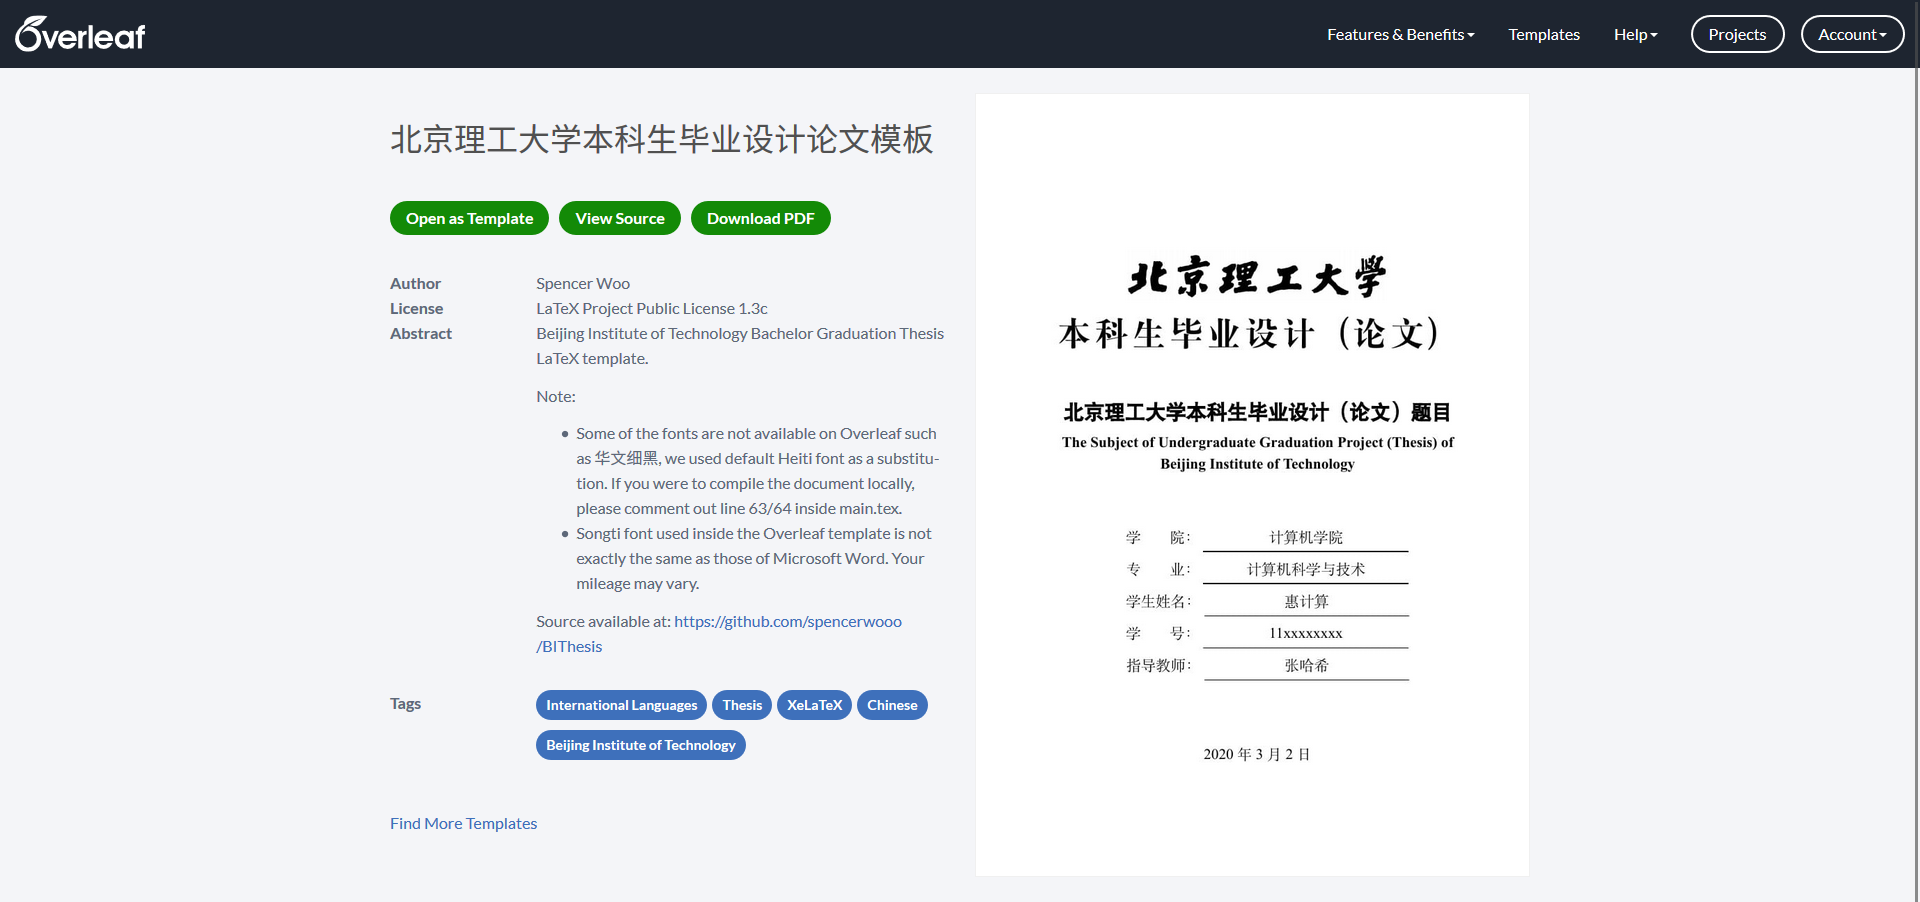 Overleaf
Features & Benefits
Templates
Help
Projects
Account
北京理工大学本科生毕业设计论文模板
Open as Template
View Source
Download PDF
Author
Spencer Woo
License
LaTeX Project Public License 1.3c
Abstract
Beijing Institute of Technology Bachelor Graduation Thesis
LaTeX template.
Note:
• Some of the fonts are not available on Overleaf such
as 华文细黑, we used default Heiti font as a substitu-
tion. If you were to compile the document locally,
please comment out line 63/64 inside main.tex.
• Songti font used inside the Overleaf template is not
exactly the same as those of Microsoft Word. Your
mileage may vary.
Source available at: https://github.com/spencerwooo
/BIThesis
Tags
International Languages
Thesis
XeLaTeX
Chinese
Beijing Institute of Technology
Find More Templates
北京理工大学
本科生毕业设计（论文）
北京理工大学本科生毕业设计（论文）题目
The Subject of Undergraduate Graduation Project (Thesis) of
Beijing Institute of Technology
学 院： 计算机学院
专 业： 计算机科学与技术
学生姓名： 惠计算
学 号： 11xxxxxxxx
指导教师： 张哈希
2020 年 3 月 2 日